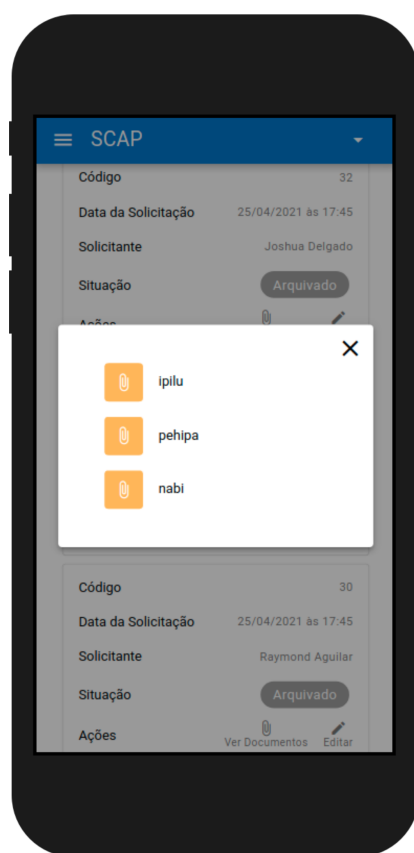 SCAP
Código 32
Data da Solicitação 25/04/2021 às 17:45
Solicitante Joshua Delgado
Situação Arquivado
Ações
ipilu
pehipa
nabi
Código 30
Data da Solicitação 25/04/2021 às 17:45
Solicitante Raymond Aguilar
Situação Arquivado
Ações Ver Documentos Editar